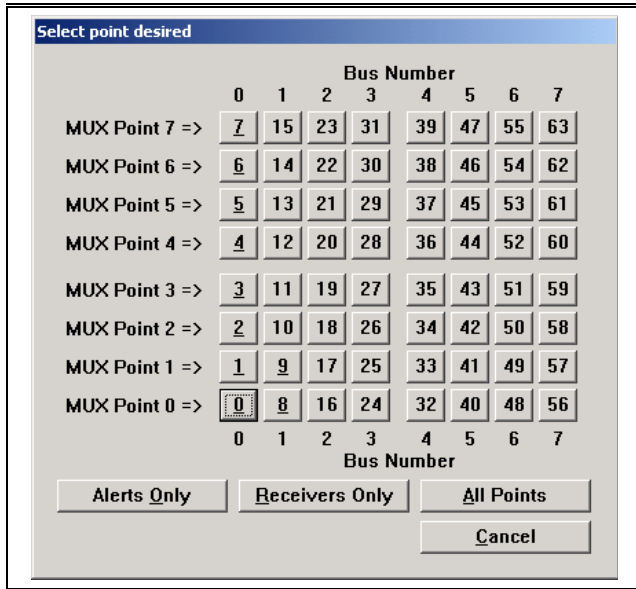 Select point desired
Bus Number
0 1 2 3 4 5 6 7
MUX Point 7 => 7 15 23 31 39 47 55 63
MUX Point 6 => 6 14 22 30 38 46 54 62
MUX Point 5 => 5 13 21 29 37 45 53 61
MUX Point 4 => 4 12 20 28 36 44 52 60
MUX Point 3 => 3 11 19 27 35 43 51 59
MUX Point 2 => 2 10 18 26 34 42 50 58
MUX Point 1 => 1 9 17 25 33 41 49 57
MUX Point 0 => 0 8 16 24 32 40 48 56
0 1 2 3 4 5 6 7
Bus Number
Alerts Only Receivers Only All Points
Cancel